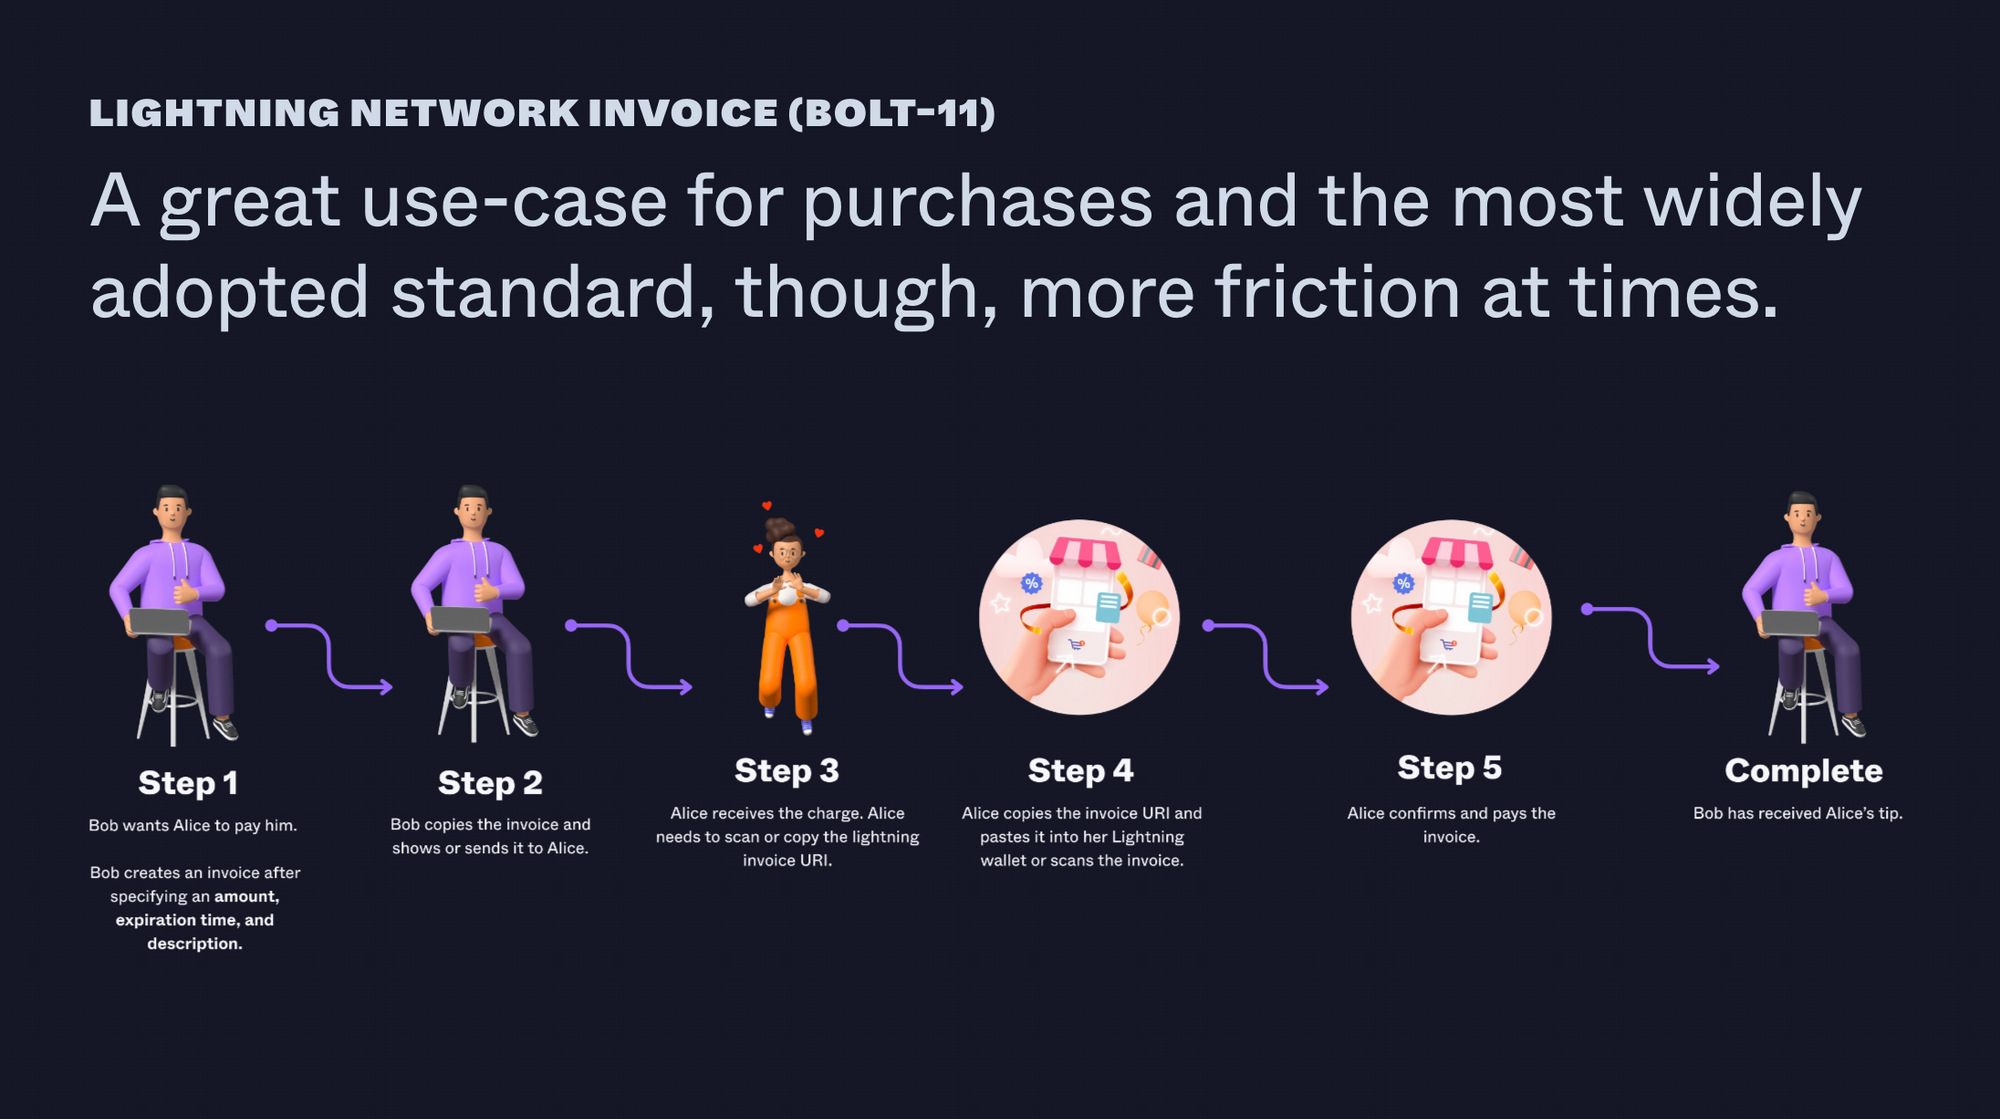 LIGHTNING NETWORK INVOICE (BOLT-11)
A great use-case for purchases and the most widely
adopted standard, though, more friction at times.
Step 1
Bob wants Alice to pay him.
Bob creates an invoice after
specifying an amount,
expiration time, and
description.
Step 2
Bob copies the invoice and
shows or sends it to Alice.
Step 3
Alice receives the charge. Alice
needs to scan or copy the lightning
invoice URI.
%
Step 4
Alice copies the invoice URI and
pastes it into her Lightning
wallet or scans the invoice.
%
Step 5
Alice confirms and pays the
invoice.
Complete
Bob has received Alice's tip.